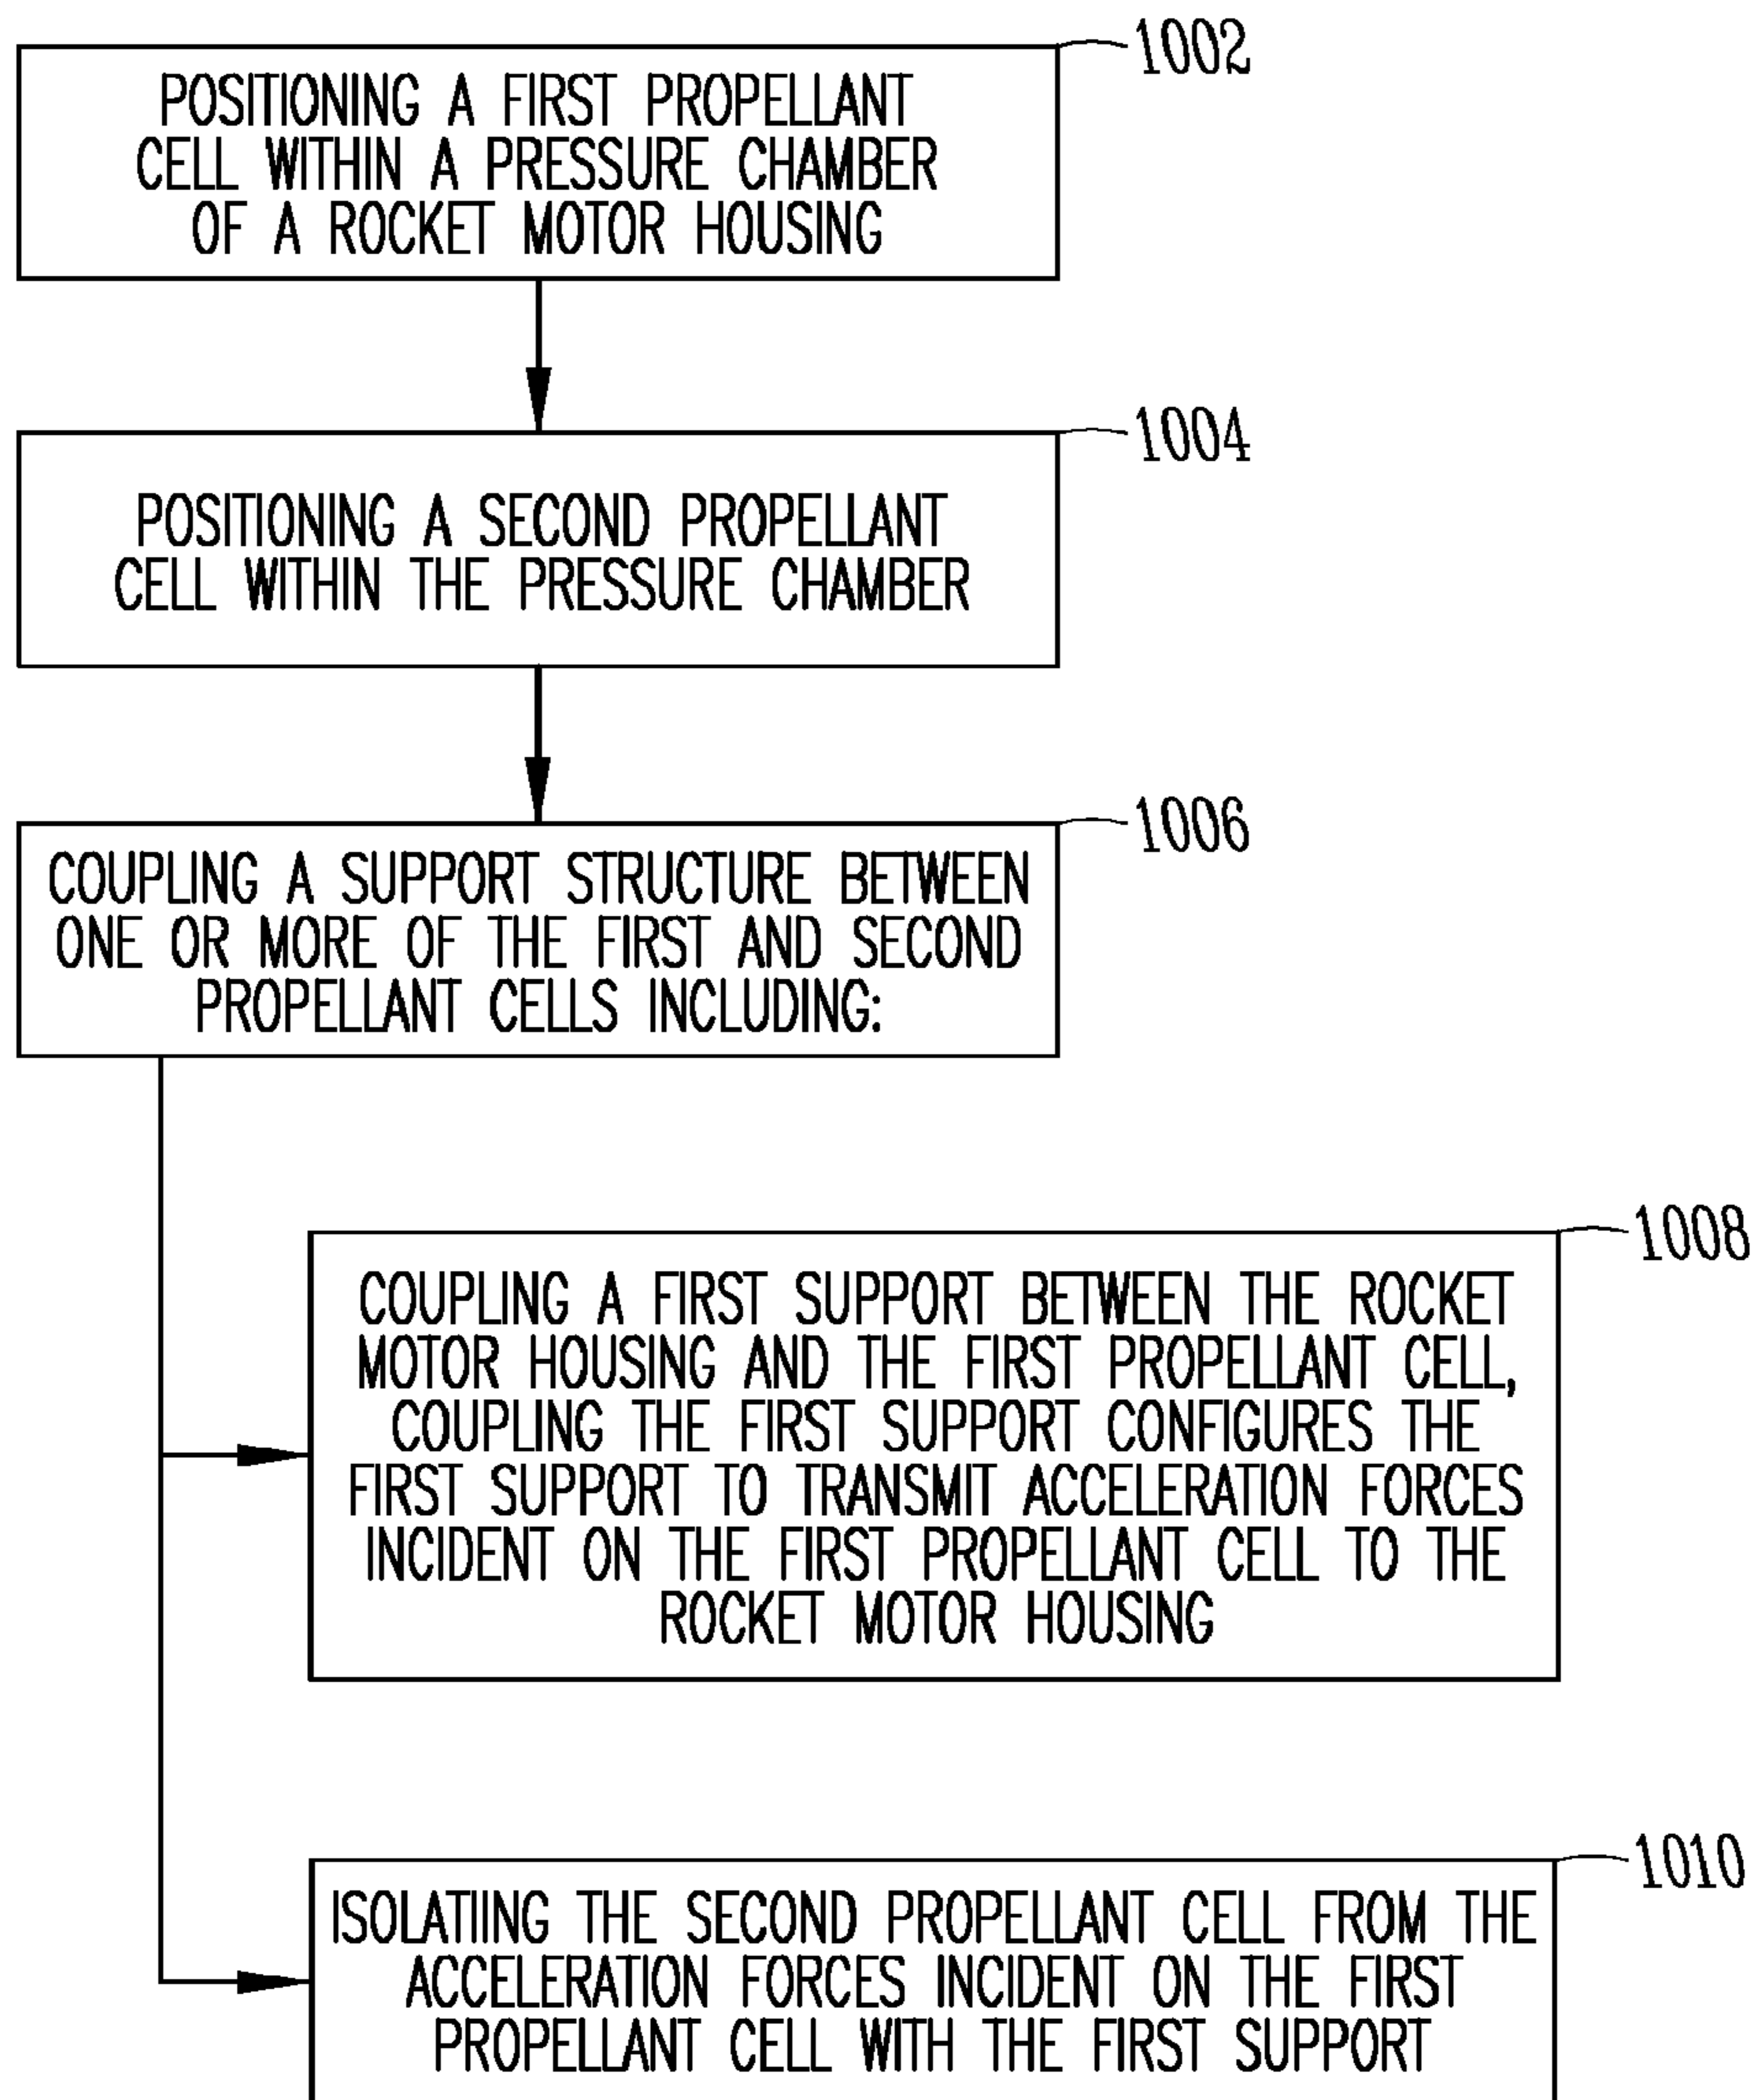 1002
POSITIONING A FIRST PROPELLANT
CELL WITHIN A PRESSURE CHAMBER
OF A ROCKET MOTOR HOUSING
1004
POSITIONING A SECOND PROPELLANT
CELL WITHIN THE PRESSURE CHAMBER
1006
COUPLING A SUPPORT STRUCTURE BETWEEN
ONE OR MORE OF THE FIRST AND SECOND
PROPELLANT CELLS INCLUDING:
1008
COUPLING A FIRST SUPPORT BETWEEN THE ROCKET
MOTOR HOUSING AND THE FIRST PROPELLANT CELL,
COUPLING THE FIRST SUPPORT CONFIGURES THE
FIRST SUPPORT TO TRANSMIT ACCELERATION FORCES
INCIDENT ON THE FIRST PROPELLANT CELL TO THE
ROCKET MOTOR HOUSING
1010
ISOLATIING THE SECOND PROPELLANT CELL FROM THE
ACCELERATION FORCES INCIDENT ON THE FIRST
PROPELLANT CELL WITH THE FIRST SUPPORT